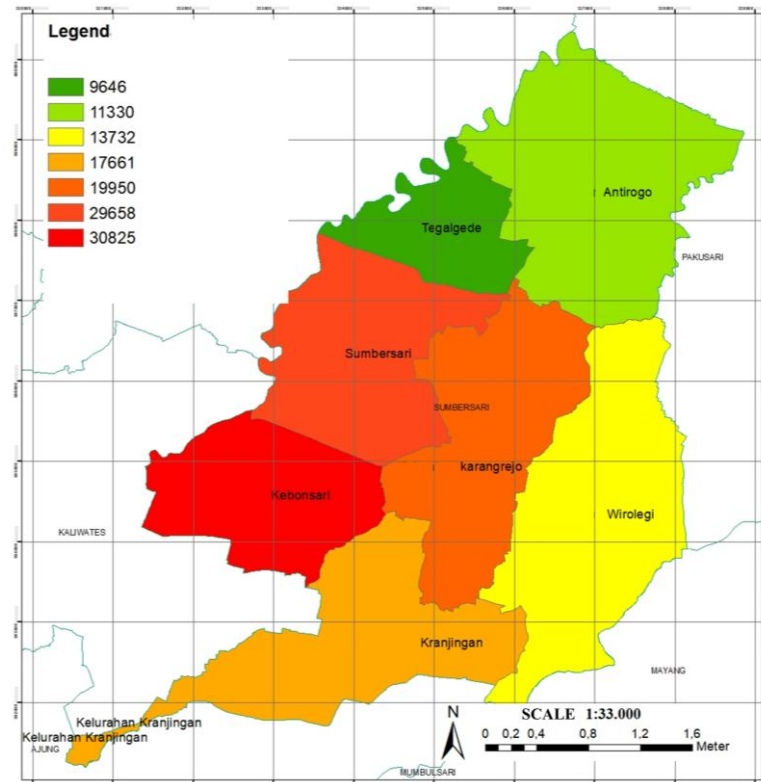 Legend
9646
11330
13732
17661
19950
29658
30825
Antirogo
Tegalgede
PAKUSARI
Sumbersari
SUMBERSARI
karangrejo
Kebonsari
Wirolegi
KALIWATES
Kranjingan
MAYANG
Kelurahan Kranjingan
Kelurahan Kranjingan
AJUNG
N
SCALE 1:33.000
0 0.2 0.4 0.8 1.2 1.6
Meter
MUMBULSARI